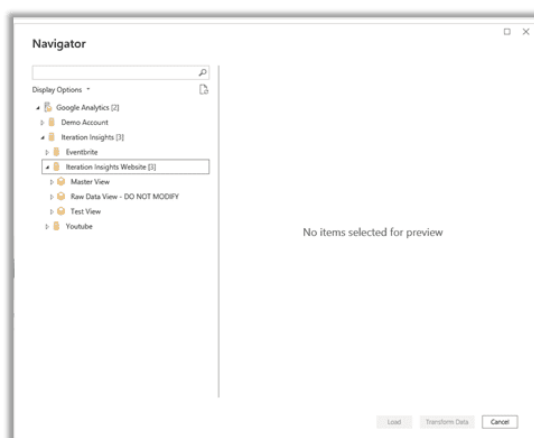 Navigator
Display Options
Google Analytics [2]
Demo Account
Iteration Insights [3]
Eventbrite
Iteration Insights Website [3]
Master View
Raw Data View - DO NOT MODIFY
Test View
Youtube
No items selected for preview
Load
Transform Data
Cancel